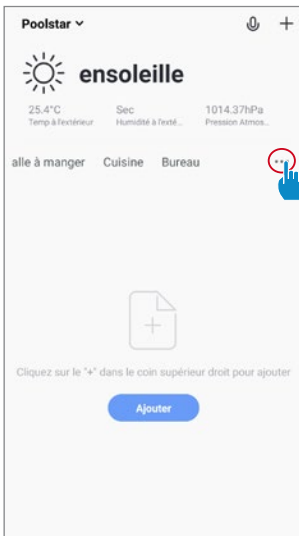 Poolstar
ensoleille
25.4°C Sec 1014.37hPa
Temp à l'extérieur Humidité à l'exté... Pression Atmos...
alle à manger Cuisine Bureau
Cliquez sur le "+" dans le coin supérieur droit pour ajouter
Ajouter